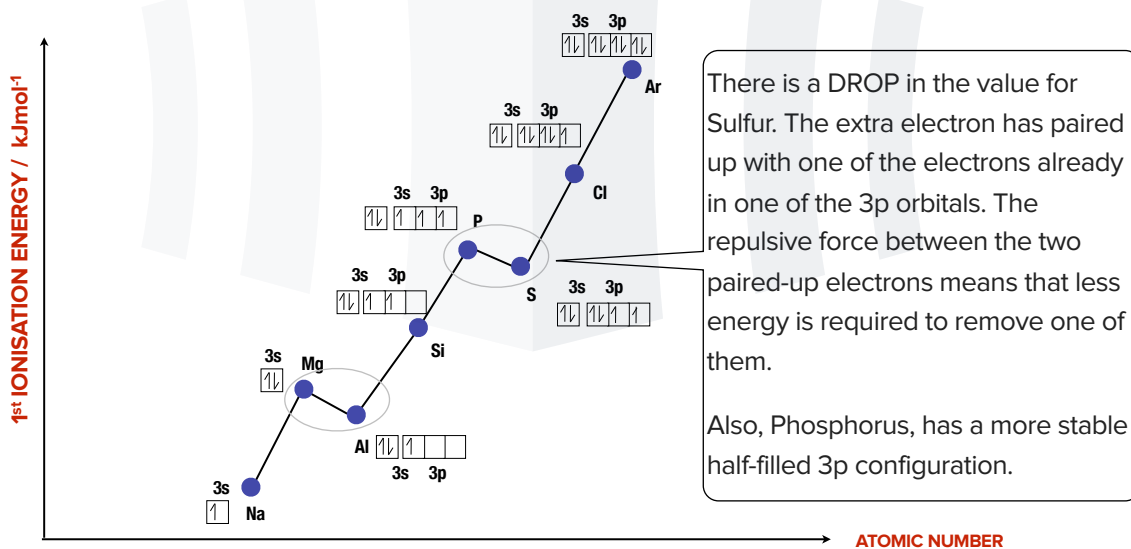 3s 3p
Ar
3s 3p
Cl
3s 3p
P
S
3s 3p
3s 3p
Si
3s
Mg
Al
3s 3p
3s
Na
1st IONISATION ENERGY / kJmol-1
ATOMIC NUMBER
There is a DROP in the value for
Sulfur. The extra electron has paired
up with one of the electrons already
in one of the 3p orbitals. The
repulsive force between the two
paired-up electrons means that less
energy is required to remove one of
them.
Also, Phosphorus, has a more stable
half-filled 3p configuration.